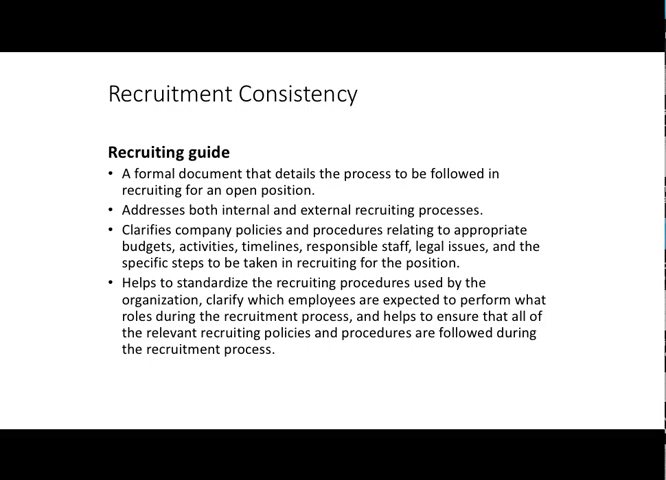 Recruitment Consistency
Recruiting guide
• A formal document that details the process to be followed in
recruiting for an open position.
• Addresses both internal and external recruiting processes.
• Clarifies company policies and procedures relating to appropriate
budgets, activities, timelines, responsible staff, legal issues, and the
specific steps to be taken in recruiting for the position.
• Helps to standardize the recruiting procedures used by the
organization, clarify which employees are expected to perform what
roles during the recruitment process, and helps to ensure that all of
the relevant recruiting policies and procedures are followed during
the recruitment process.